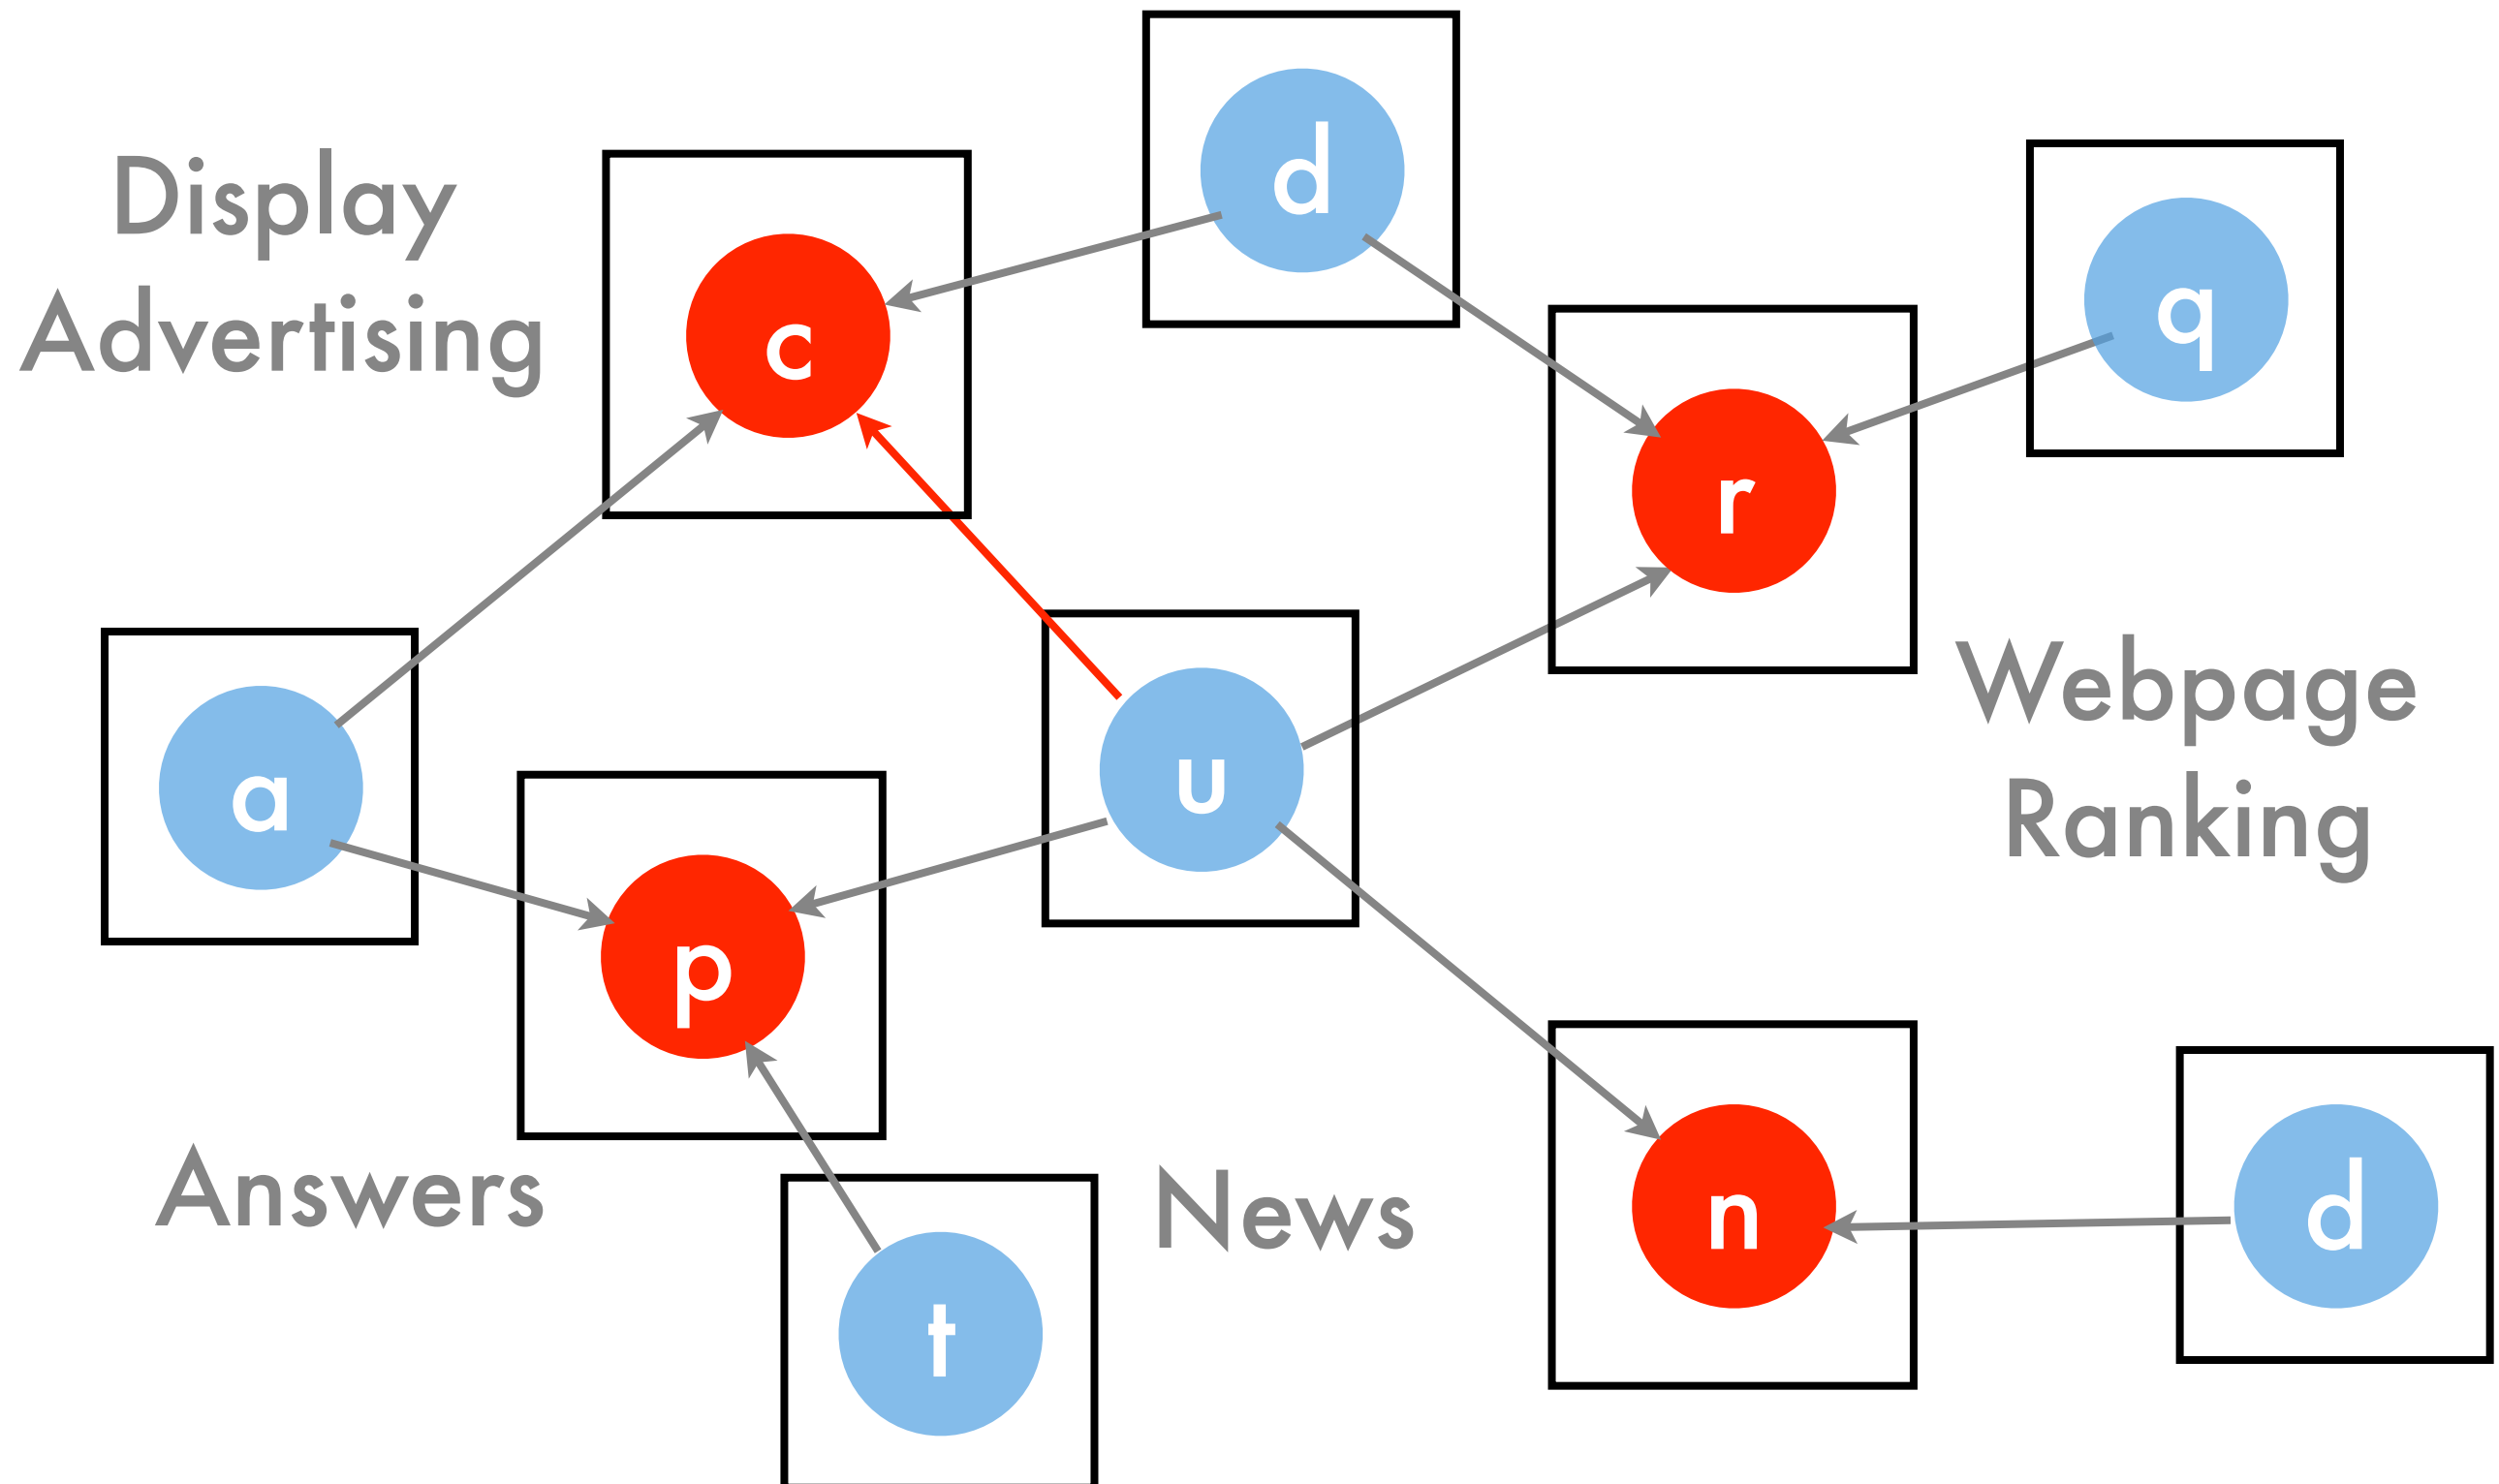 d
Display
Advertising
q
c
r
Webpage
Ranking
u
a
p
Answers
News
n
d
t